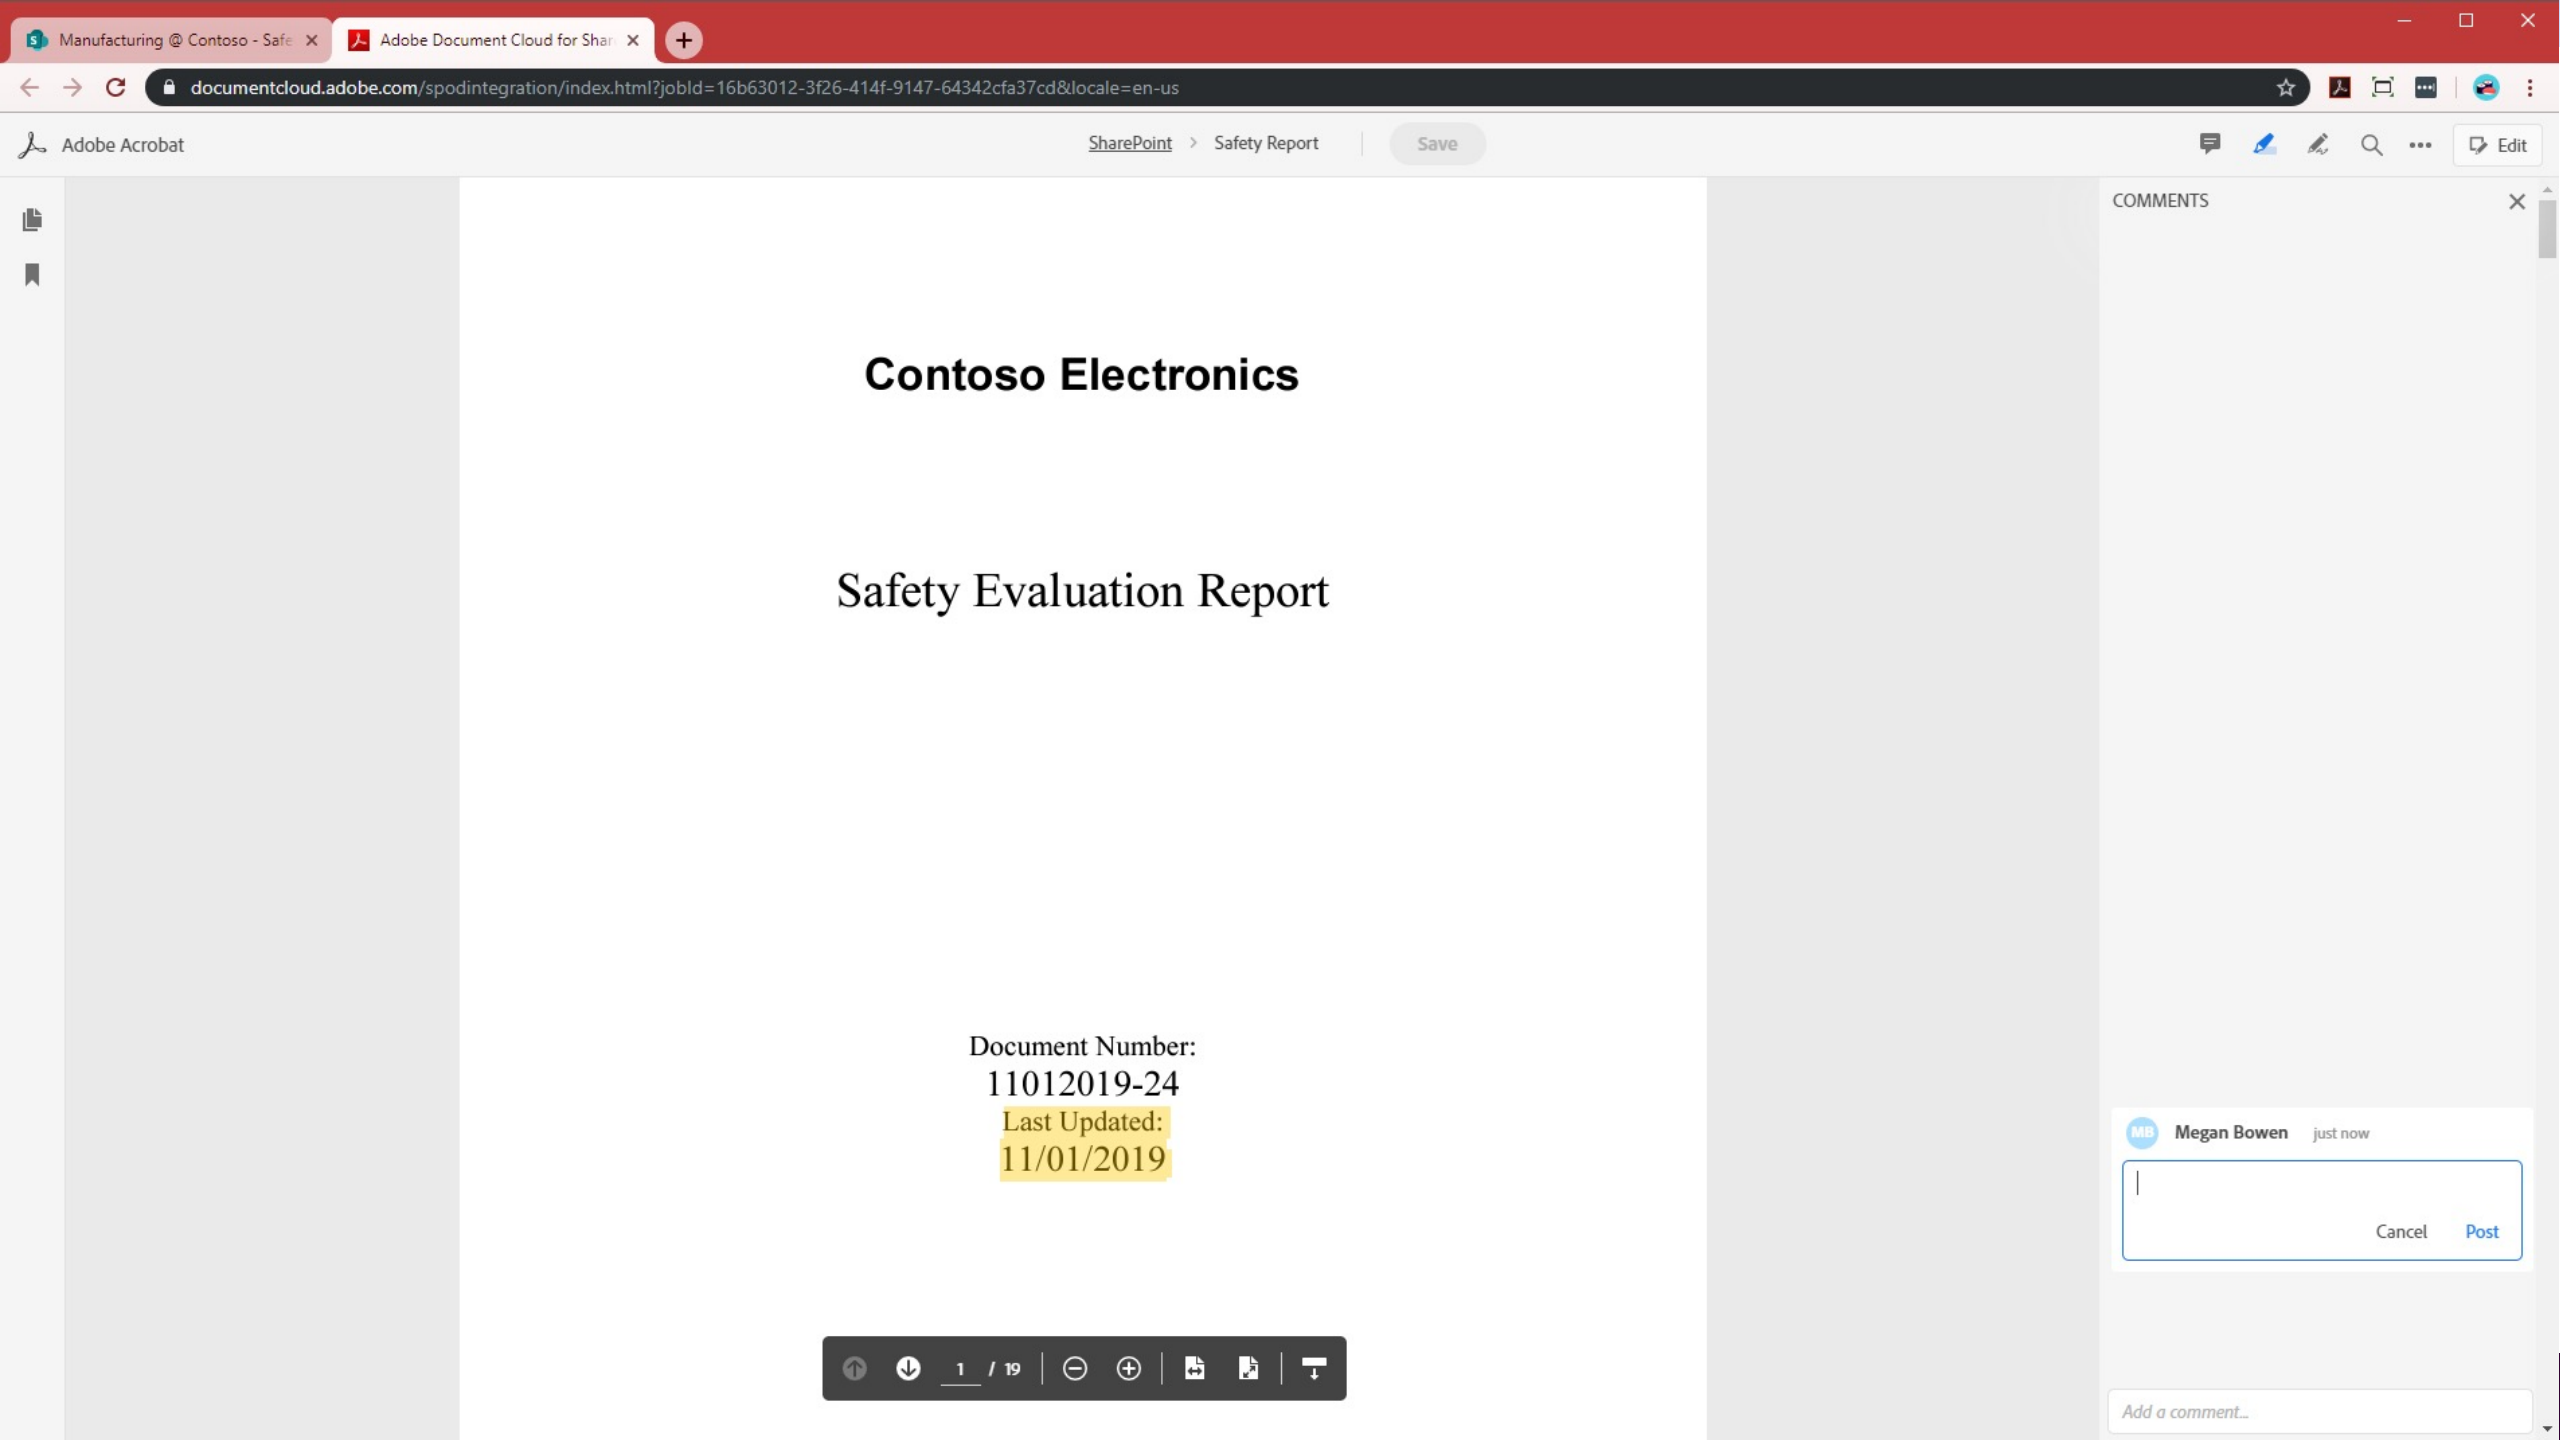 Manufacturing @ Contoso - Safe
Adobe Document Cloud for Shar
documentcloud.adobe.com/spodintegration/index.html?jobId=16b63012-3f26-414f-9147-64342cfa37cd&locale=en-us
Adobe Acrobat
SharePoint > Safety Report
Save
Edit
COMMENTS
Contoso Electronics
Safety Evaluation Report
Document Number:
11012019-24
Last Updated:
11/01/2019
MB Megan Bowen just now
Cancel Post
1 / 19
Add a comment...